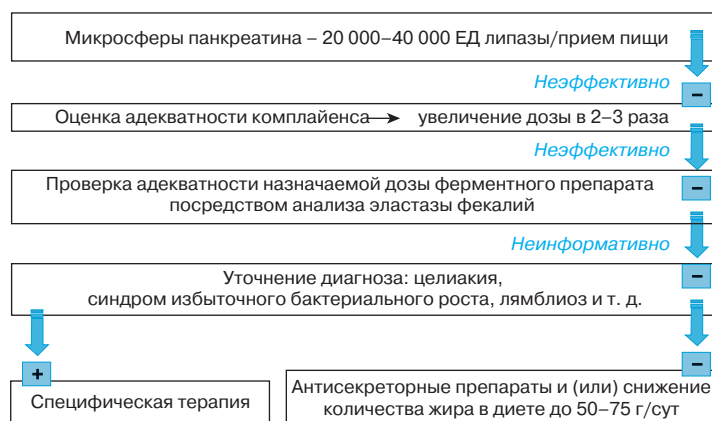 Микросферы панкреатина – 20 000–40 000 ЕД липазы/прием пищи
Неэффективно
–
Оценка адекватности комплайенса → увеличение дозы в 2–3 раза
Неэффективно
–
Проверка адекватности назначаемой дозы ферментного препарата
посредством анализа эластазы фекалий
Неинформативно
–
Уточнение диагноза: целиакия,
синдром избыточного бактериального роста, лямблиоз и т. д.
+
–
Специфическая терапия
Антисекреторные препараты и (или) снижение
количества жира в диете до 50–75 г/сут